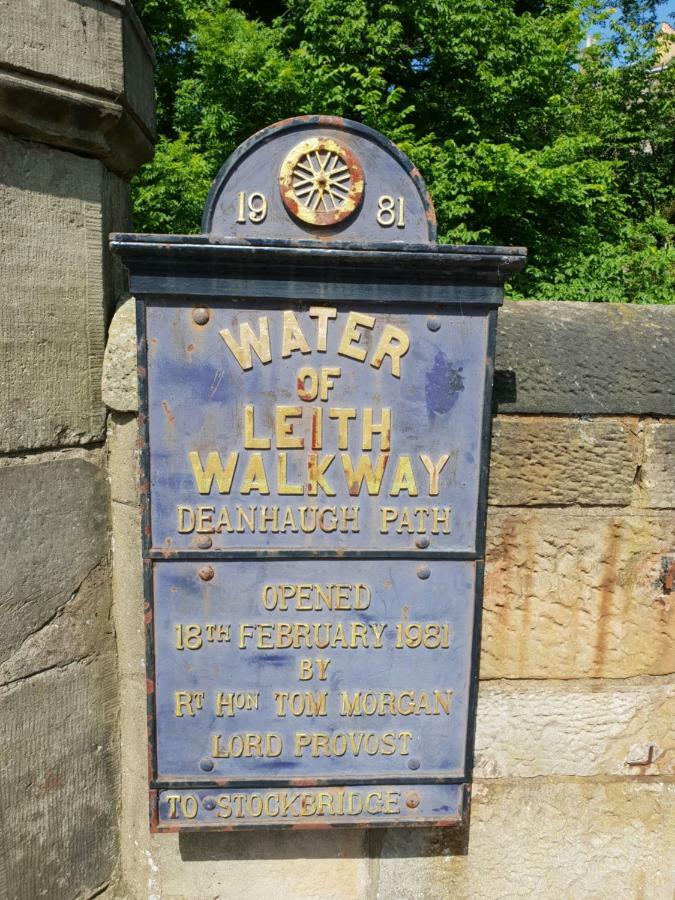 19 81
WATER
OF
LEITH
WALKWAY
DEANHAUGH PATH
OPENED
18TH FEBRUARY 1981
BY
RT HON TOM MORGAN
LORD PROVOST
TO STOCKBRIDGE